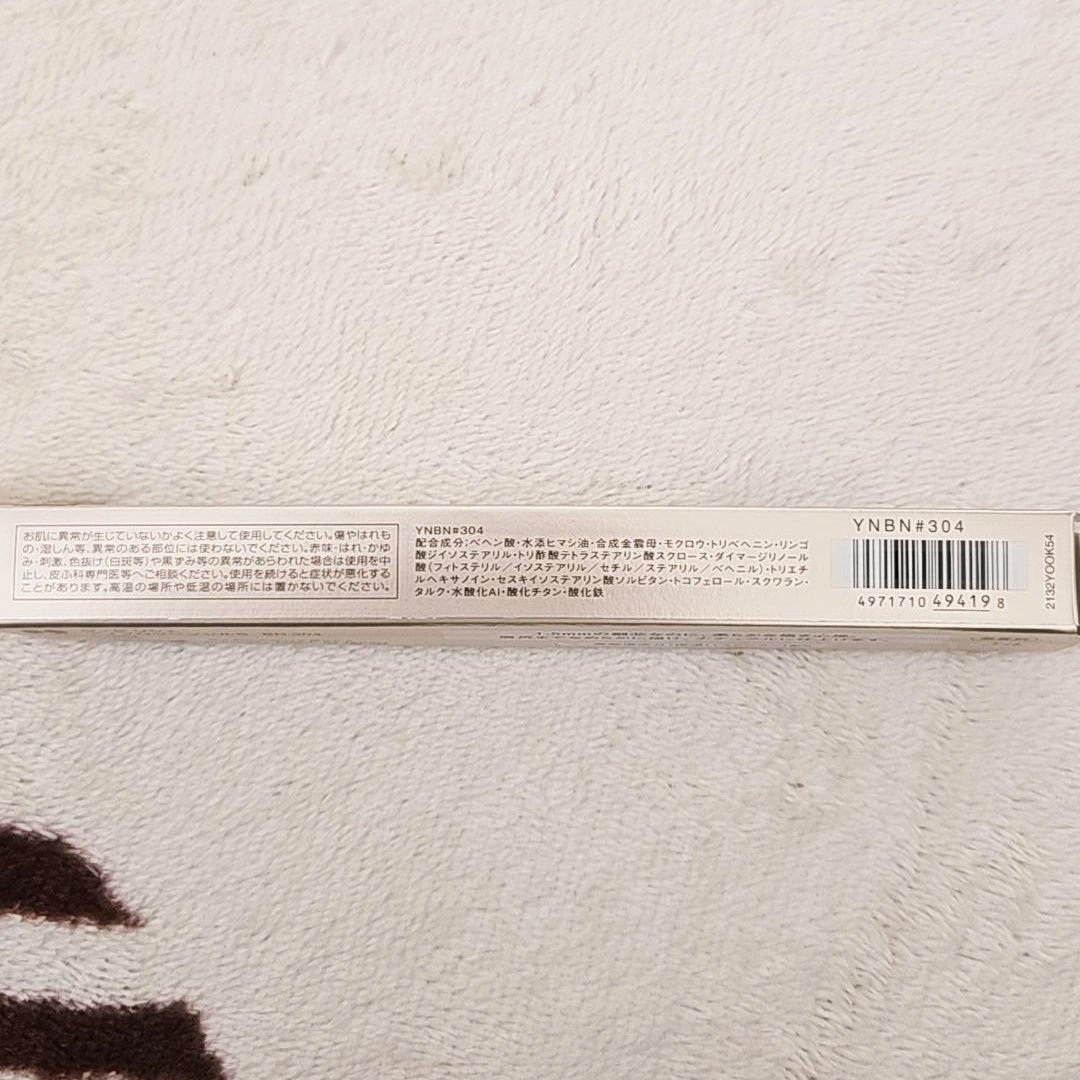 お肌に異常が生じていないかよく注意して使用してください。傷やはれも
の・湿しん等、異常のある部位には使わないでください。赤味・はれ・かゆ
み・刺激、色抜け(白斑等)や黒ずみ等の異常があらわれた場合は使用を中
止し、皮ふ科専門医等へご相談ください。使用を続けると症状が悪化する
ことがあります。高温の場所や低温の場所には置かないでください。
YNBN#304
配合成分:ベヘン酸・水添ヒマシ油・合成金雲母・モクロウ・トリベヘニン・リンゴ
酸ジイソステアリル・トリ酢酸テトラステアリン酸スクロース・ダイマージリノール
酸(フィトステリル/イソステアリル/セチル/ステアリル/ベヘニル)・トリエチ
ルヘキサノイン・セスキイソステアリン酸ソルビタン・トコフェロール・スクワラン・
タルク・水酸化Al・酸化チタン・酸化鉄
YNBN#304
4971710 494198
2132YOOK54